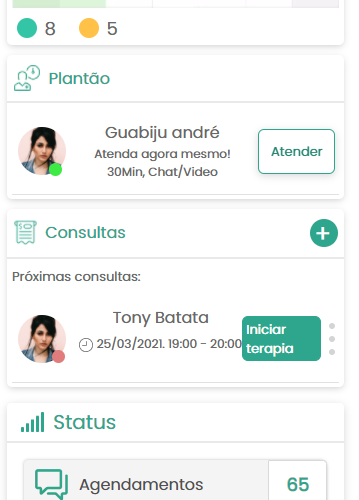 8 5
Plantão
Guabiju andré
Atenda agora mesmo!
30Min, Chat/Video
Atender
Consultas
Próximas consultas:
Tony Batata
25/03/2021. 19:00 - 20:00
Iniciar
terapia
Status
Agendamentos 65